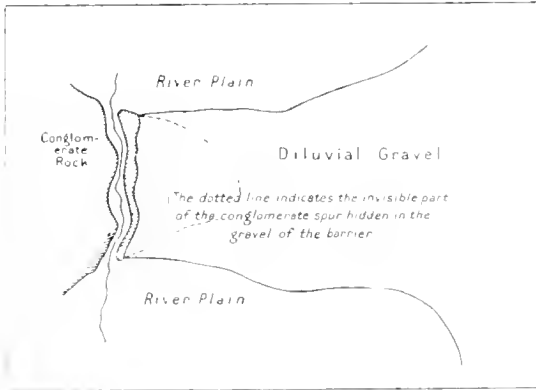 River Plain
Conglom-
erate
Rock
Diluvial Gravel
The dotted line indicates the invisible part
of the conglomerate spur hidden in the
gravel of the barrier
River Plain